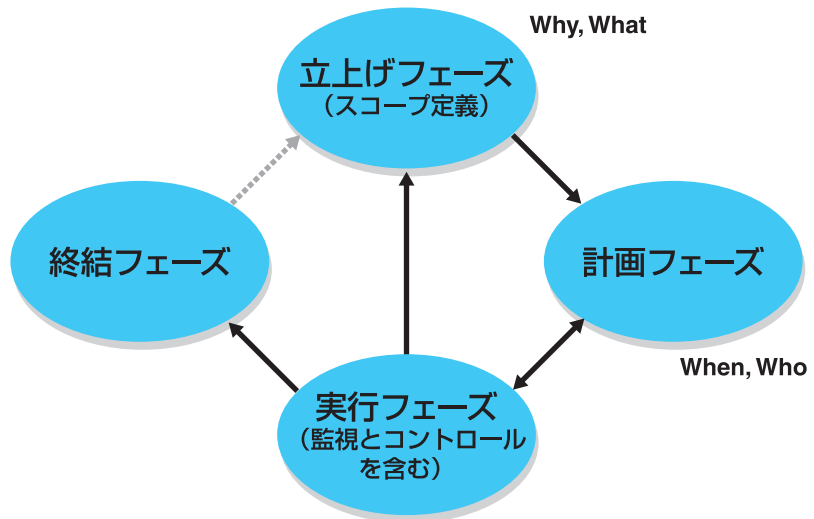 Why, What
立上げフェーズ
（スコープ定義）
終結フェーズ
計画フェーズ
When, Who
実行フェーズ
（監視とコントロール
を含む）